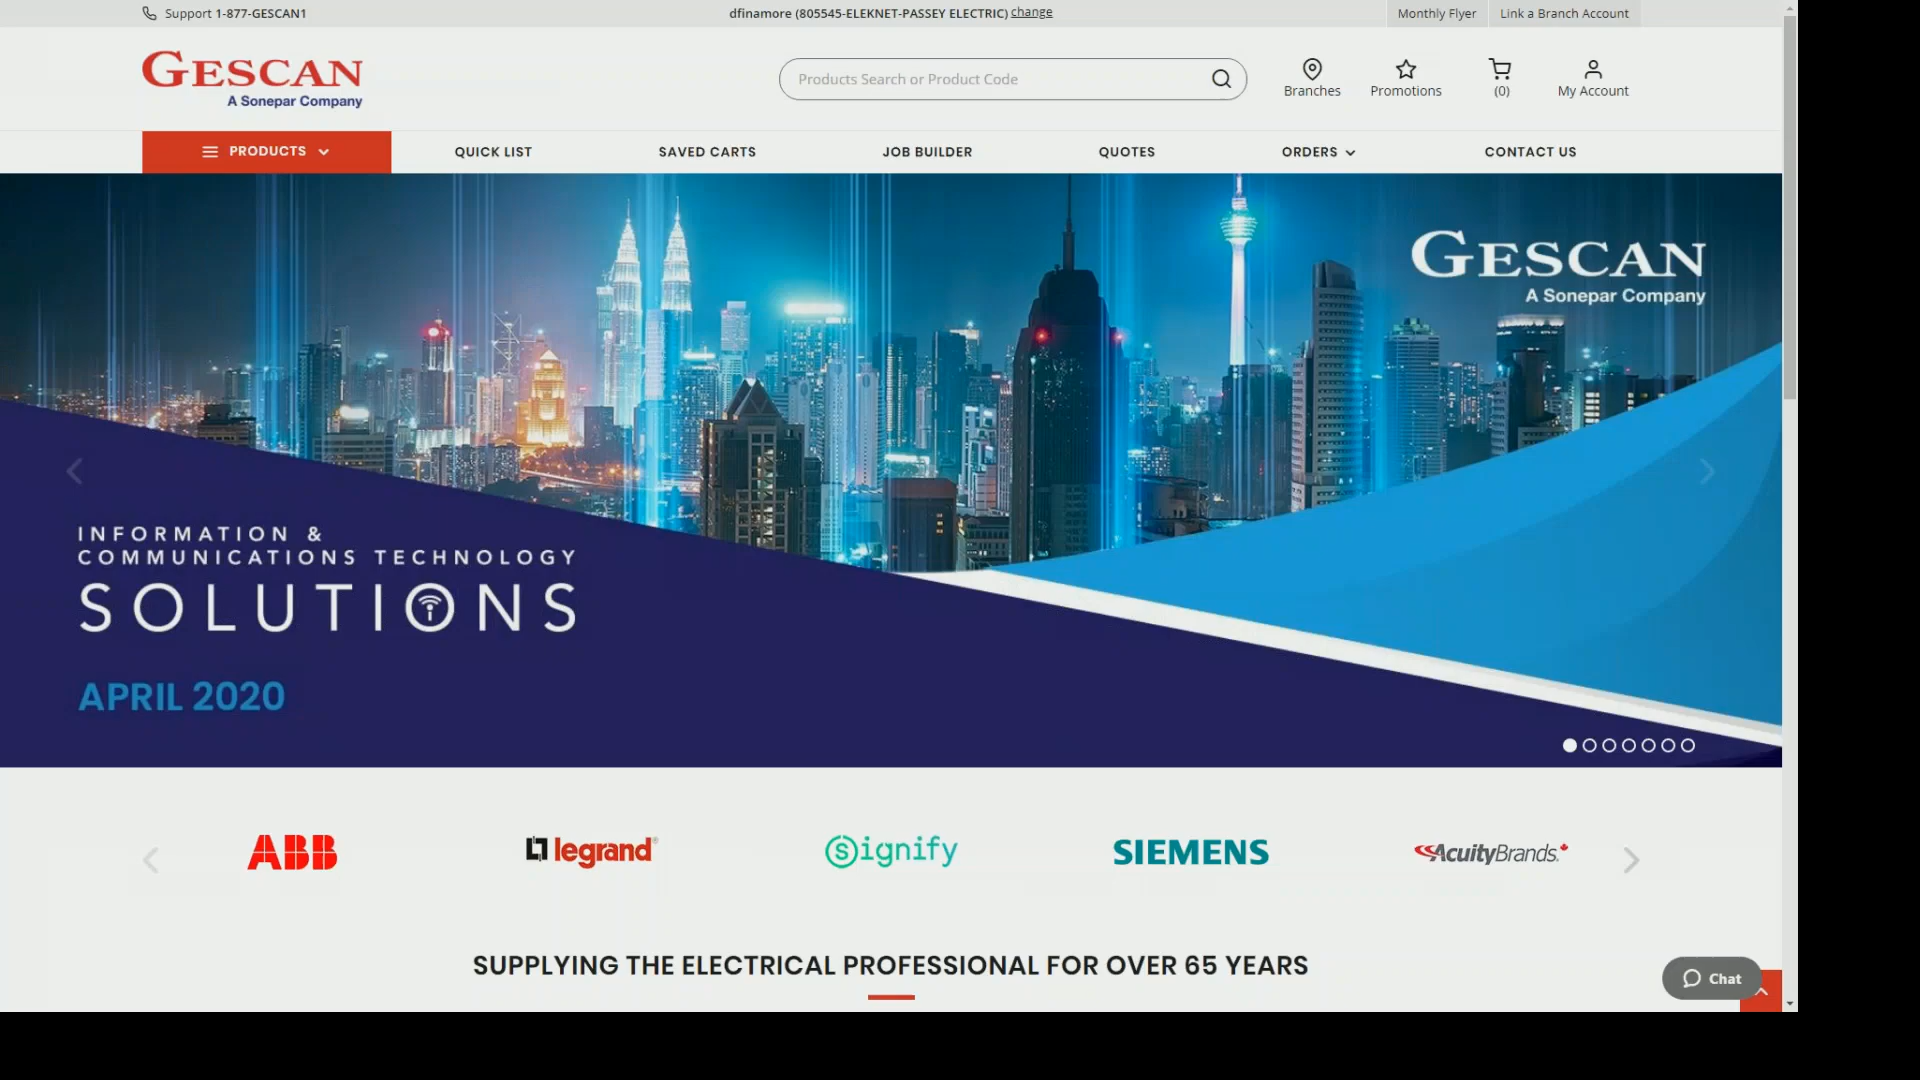 Support 1-877-GESCAN1
dfinamore (805545-ELEKNET-PASSEY ELECTRIC) change
Monthly Flyer
Link a Branch Account
GESCAN
A Sonepar Company
Products Search or Product Code
Branches
Promotions
(0)
My Account
PRODUCTS
QUICK LIST
SAVED CARTS
JOB BUILDER
QUOTES
ORDERS
CONTACT US
GESCAN
A Sonepar Company
INFORMATION &
COMMUNICATIONS TECHNOLOGY
SOLUTIONS
APRIL 2020
ABB
legrand®
Signify
SIEMENS
AcuityBrands.
SUPPLYING THE ELECTRICAL PROFESSIONAL FOR OVER 65 YEARS
Chat